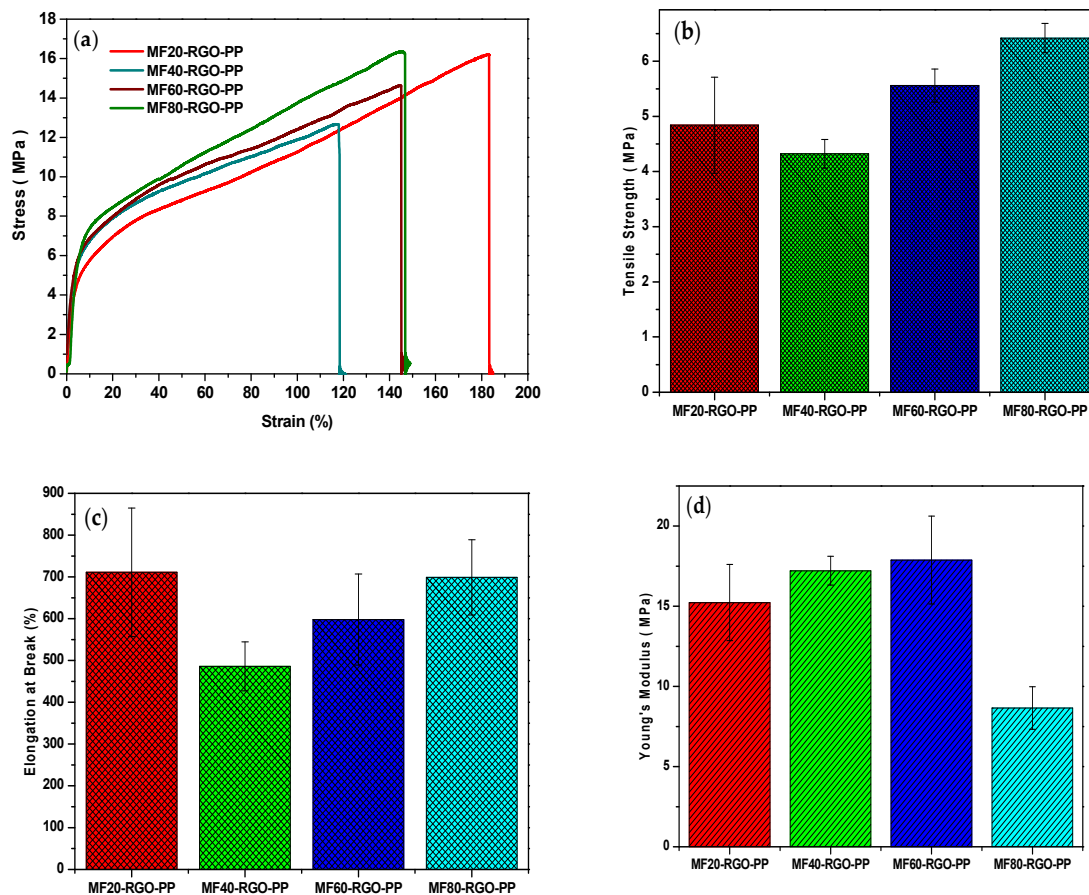 (a)
MF20-RGO-PP
MF40-RGO-PP
MF60-RGO-PP
MF80-RGO-PP
Stress ( MPa)
18
16
14
12
10
8
6
4
2
0
0 20 40 60 80 100 120 140 160 180 200
Strain (%)
(b)
Tensile Strength ( MPa)
6
5
4
3
2
1
0
MF20-RGO-PP MF40-RGO-PP MF60-RGO-PP MF80-RGO-PP
(c)
Elongation at Break (%)
900
800
700
600
500
400
300
200
100
0
MF20-RGO-PP MF40-RGO-PP MF60-RGO-PP MF80-RGO-PP
(d)
Young's Modulus ( MPa)
20
15
10
5
0
MF20-RGO-PP MF40-RGO-PP MF60-RGO-PP MF80-RGO-PP